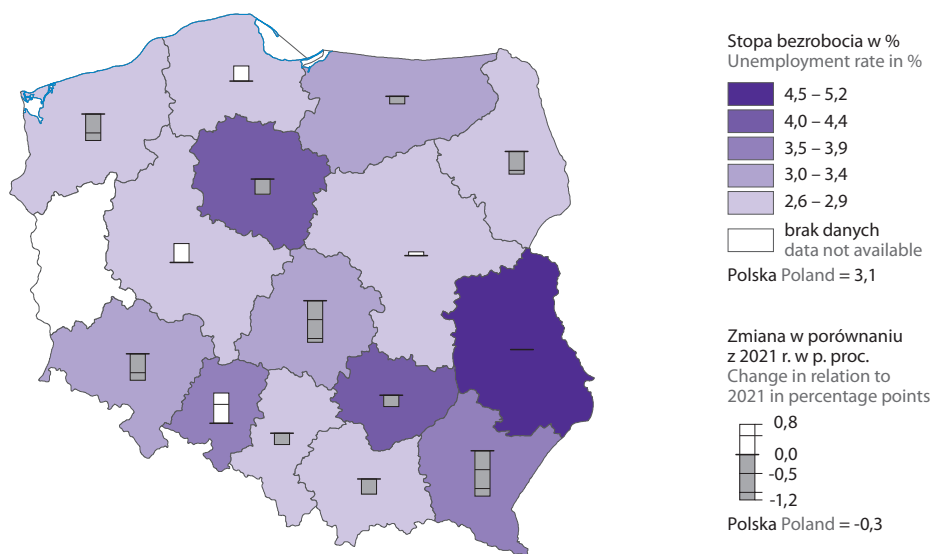 Stopa bezrobocia w %
Unemployment rate in %
4,5 – 5,2
4,0 – 4,4
3,5 – 3,9
3,0 – 3,4
2,6 – 2,9
brak danych
data not available
Polska Poland = 3,1
Zmiana w porównaniu
z 2021 r. w p. proc.
Change in relation to
2021 in percentage points
0,8
0,0
-0,5
-1,2
Polska Poland = -0,3